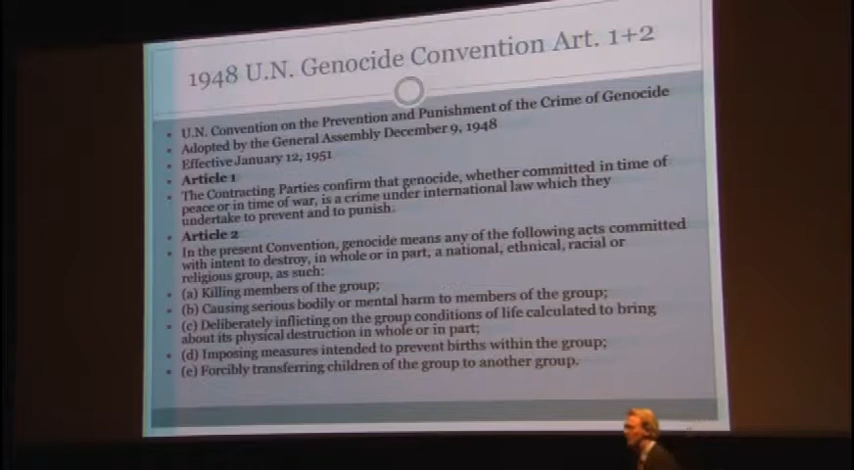 1948 U.N. Genocide Convention Art. 1+2
U.N. Convention on the Prevention and Punishment of the Crime of Genocide
Adopted by the General Assembly December 9, 1948
Effective January 12, 1951
Article 1
The Contracting Parties confirm that genocide, whether committed in time of
peace or in time of war, is a crime under international law which they
undertake to prevent and to punish.
Article 2
In the present Convention, genocide means any of the following acts committed
with intent to destroy, in whole or in part, a national, ethnical, racial or
religious group, as such:
(a) Killing members of the group;
(b) Causing serious bodily or mental harm to members of the group;
(c) Deliberately inflicting on the group conditions of life calculated to bring
about its physical destruction in whole or in part;
(d) Imposing measures intended to prevent births within the group;
(e) Forcibly transferring children of the group to another group.